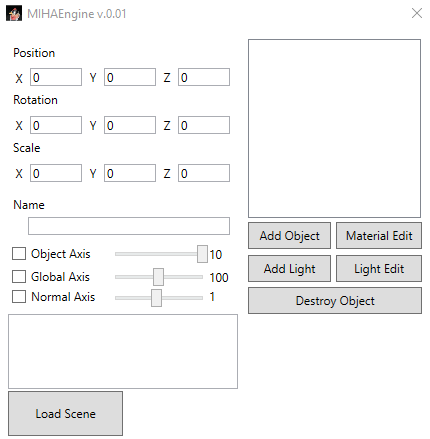 MIHAEngine v.0.01
Position
X 0 Y 0 Z 0
Rotation
X 0 Y 0 Z 0
Scale
X 0 Y 0 Z 0
Name
Object Axis 10
Global Axis 100
Normal Axis 1
Load Scene
Add Object Material Edit
Add Light Light Edit
Destroy Object